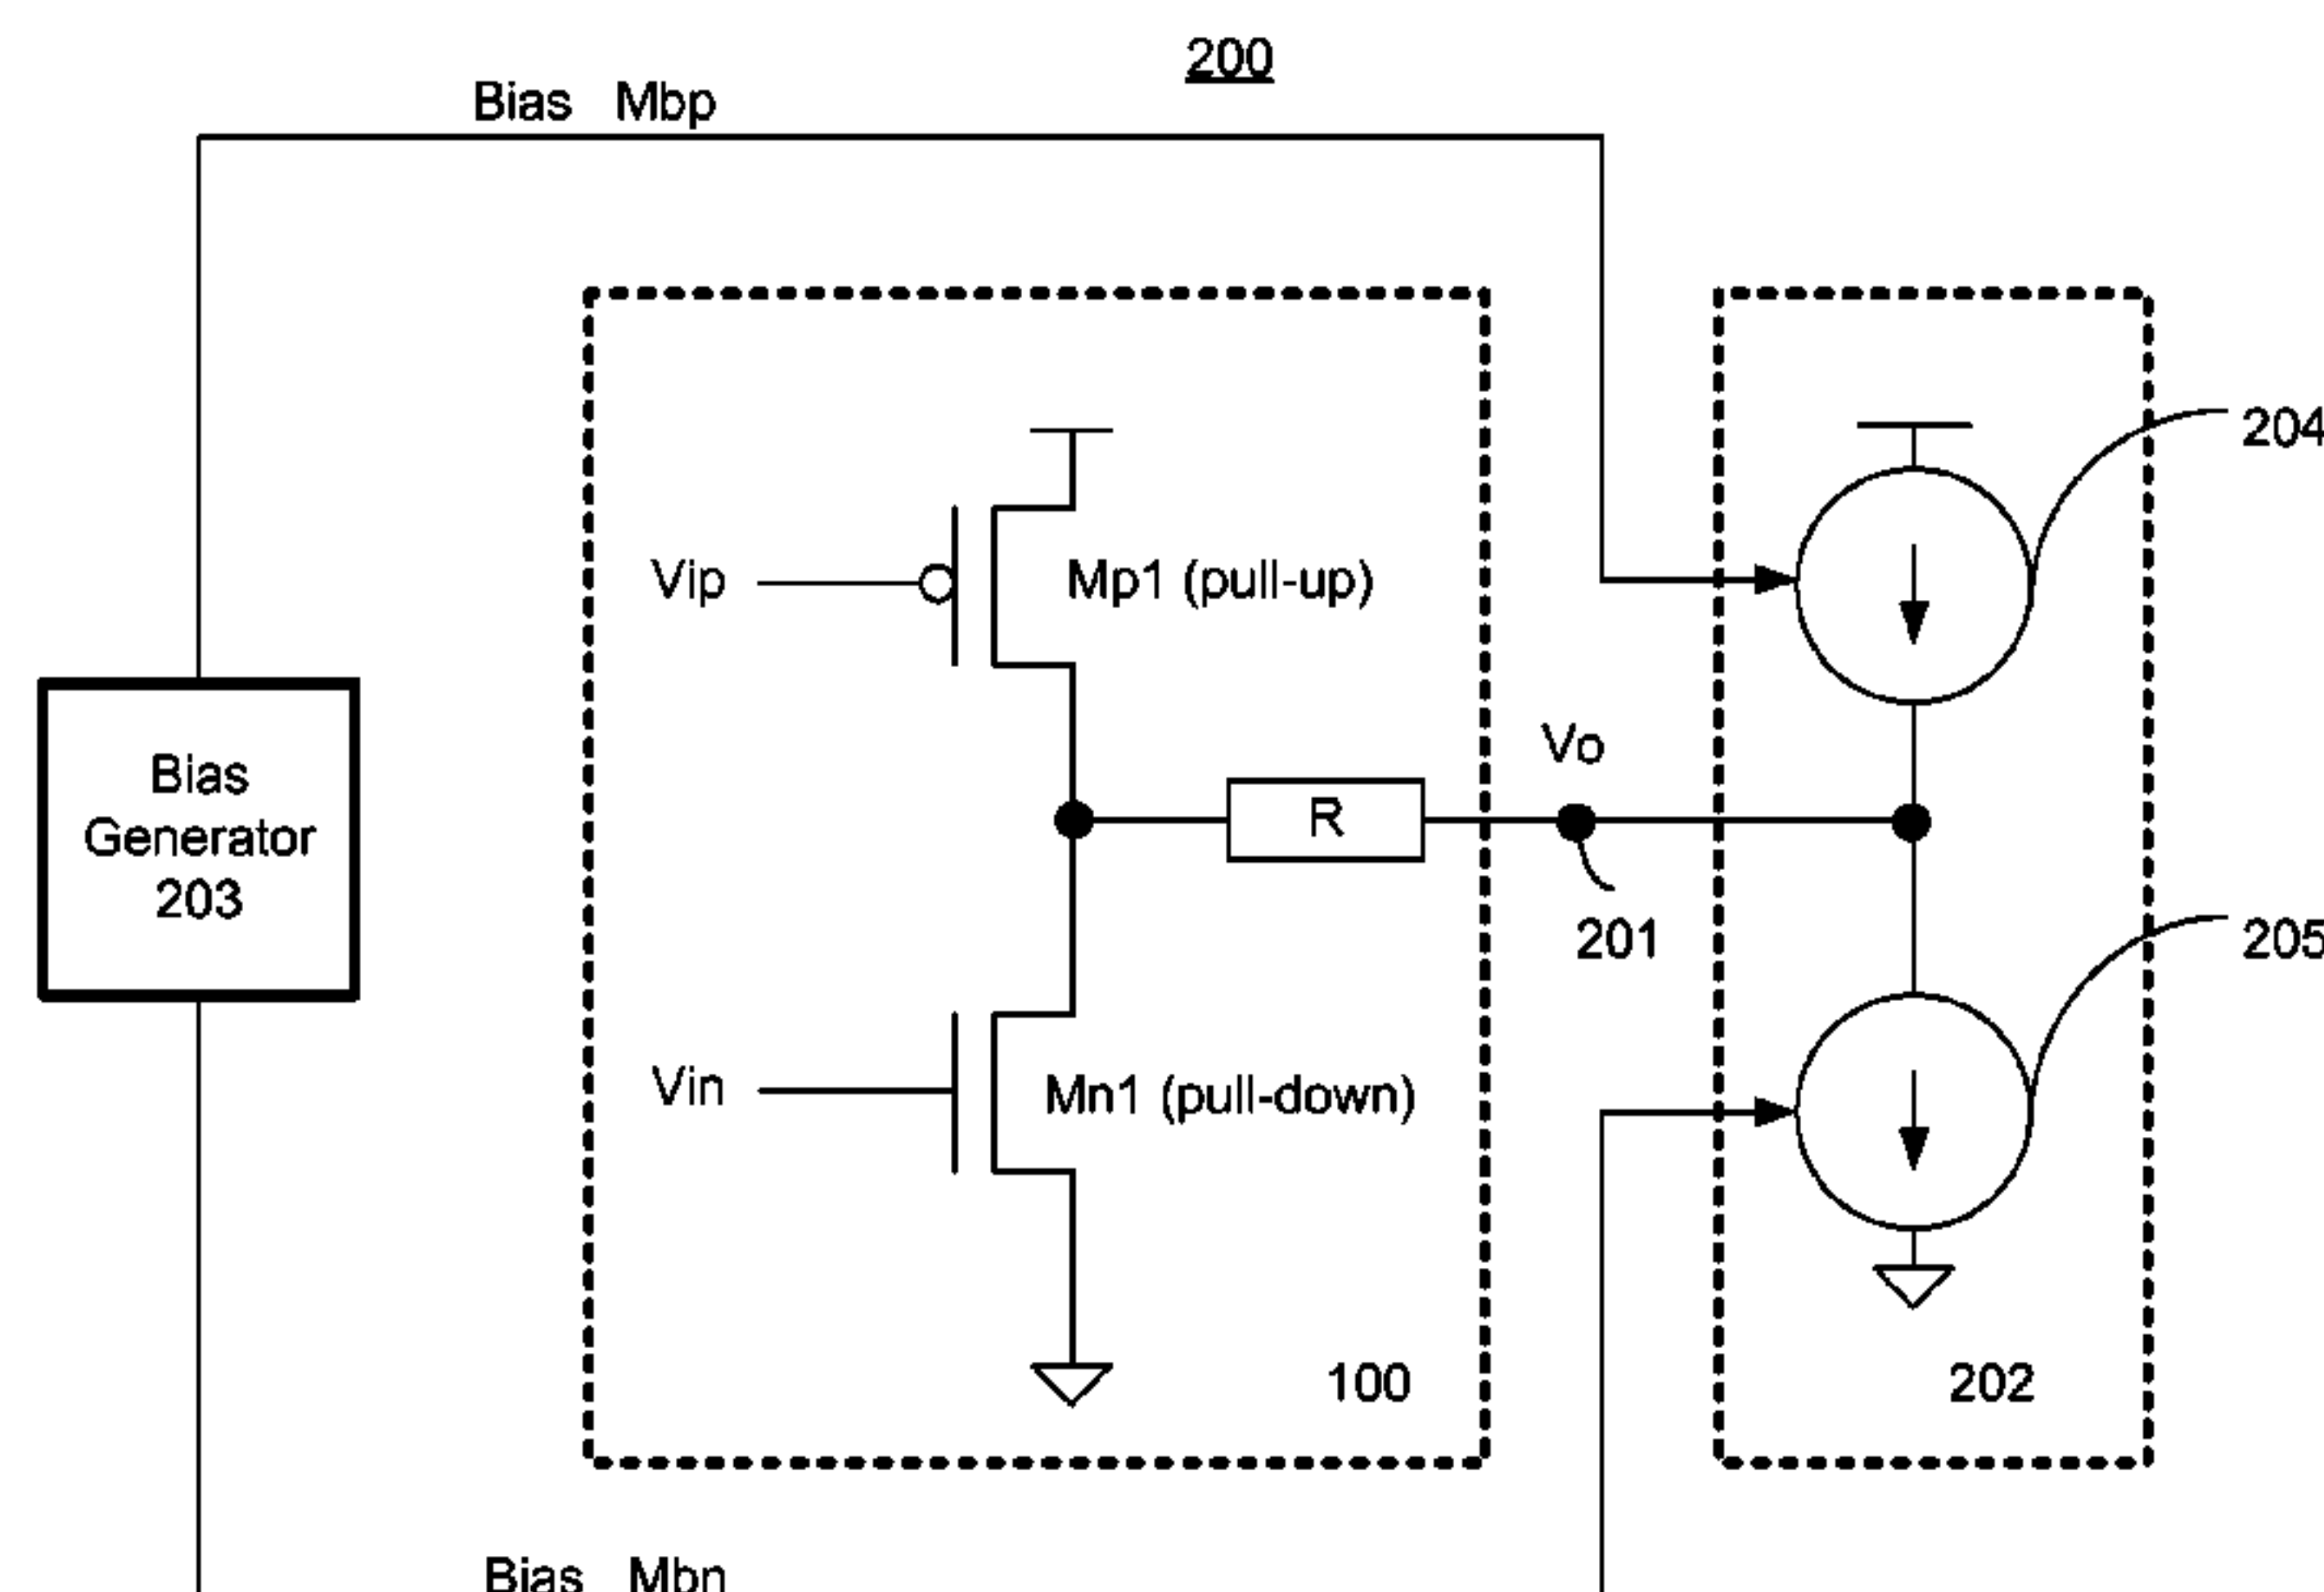 200
Bias Mbp
204
Vip
Mp1 (pull-up)
Vo
Bias
Generator
203
R
201
205
Vin
Mn1 (pull-down)
100
202
Bias Mbn